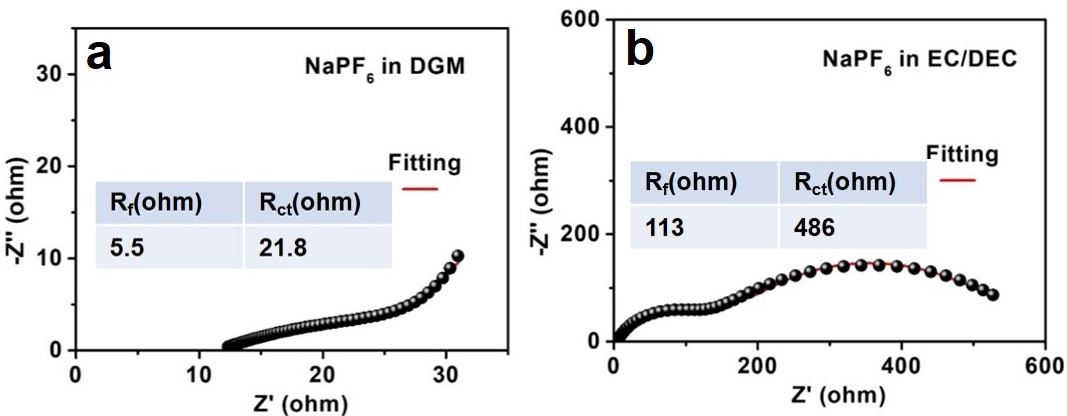 a
NaPF6 in DGM
Fitting
Rf(ohm) Rct(ohm)
5.5 21.8
-Z" (ohm)
30
20
10
0
0 10 20 30
Z' (ohm)
b
NaPF6 in EC/DEC
Fitting
Rf(ohm) Rct(ohm)
113 486
-Z" (ohm)
600
400
200
0
0 200 400 600
Z' (ohm)